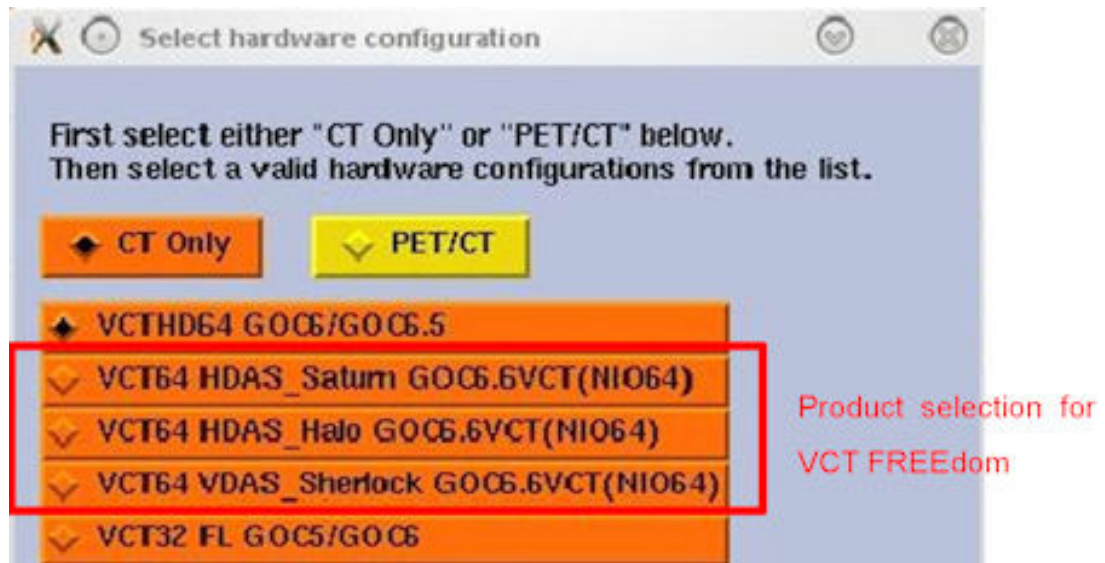 Select hardware configuration
First select either "CT Only" or "PET/CT" below.
Then select a valid hardware configurations from the list.
CT Only
PET/CT
VCTHD64 GOC6/GOC6.5
VCT64 HDAS_Saturn GOC6.6VCT(NIO64)
VCT64 HDAS_Halo GOC6.6VCT(NIO64)
VCT64 VDAS_Sherlock GOC6.6VCT(NIO64)
VCT32 FL GOC5/GOC6
Product selection for
VCT FREEdom